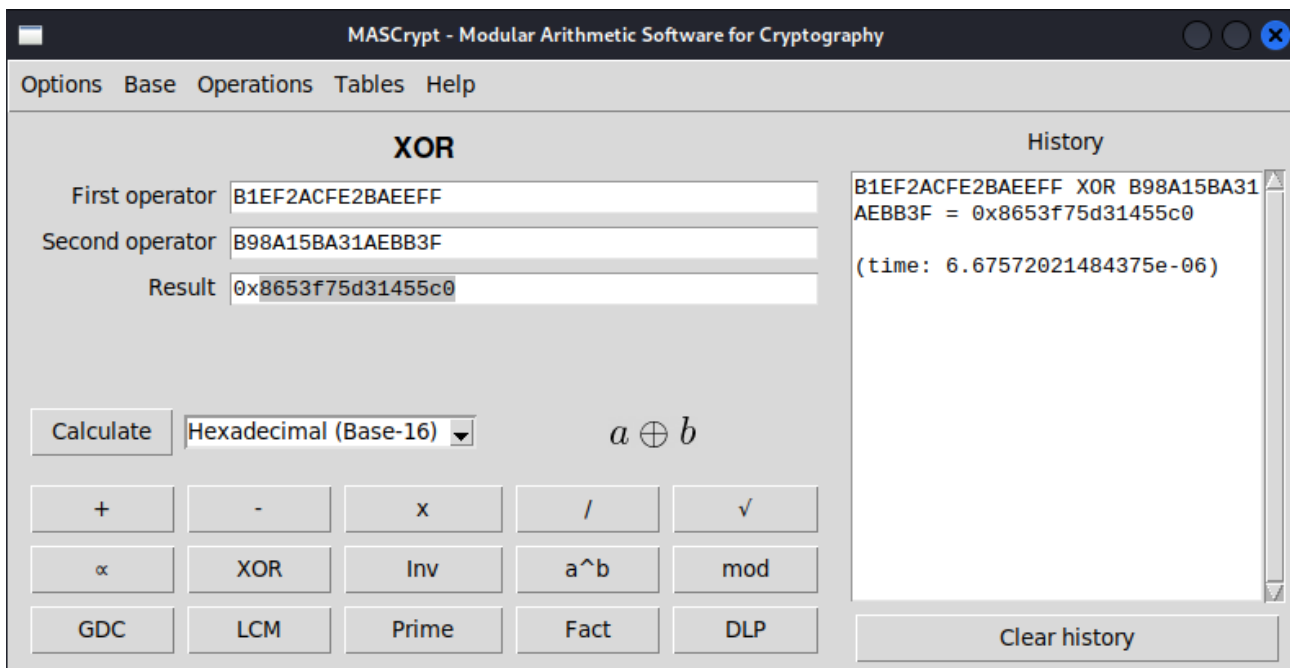 MASCrypt - Modular Arithmetic Software for Cryptography
Options Base Operations Tables Help
XOR
First operator B1EF2ACFE2BAEEFF
Second operator B98A15BA31AEBB3F
Result 0x8653f75d31455c0
Calculate Hexadecimal (Base-16) a ⊕ b
+ - x / √
∝ XOR Inv a^b mod
GDC LCM Prime Fact DLP
History
B1EF2ACFE2BAEEFF XOR B98A15BA31
AEBB3F = 0x8653f75d31455c0
(time: 6.67572021484375e-06)
Clear history